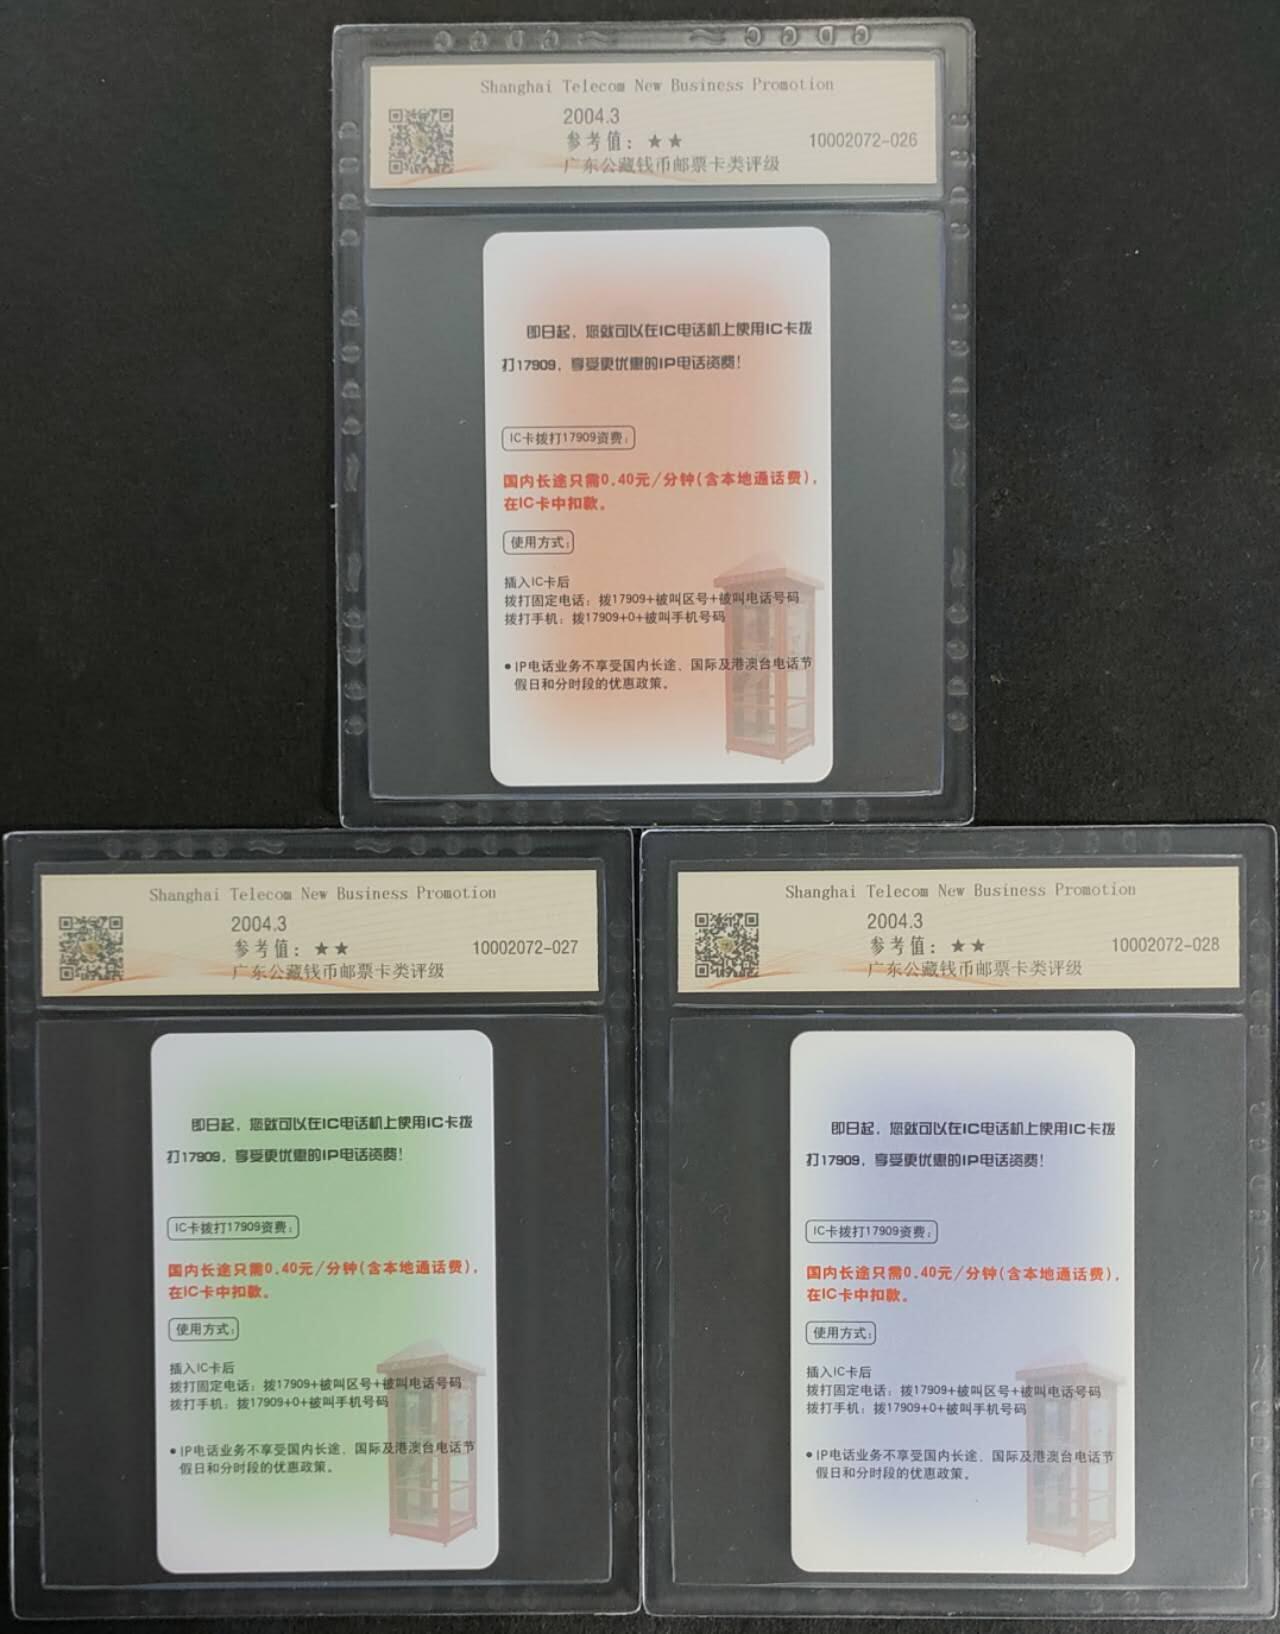 Shanghai Telecom New Business Promotion
2004.3
参考值：★★
10002072-026
广东公藏钱币邮票卡类评级
即日起，您就可以在IC电话机上使用IC卡拨
打17909，享受更优惠的IP电话资费！
IC卡拨打17909资费：
国内长途只需0.40元/分钟(含本地通话费)，
在IC卡中扣款。
使用方式：
插入IC卡后
拨打固定电话：拨17909+被叫区号+被叫电话号码
拨打手机：拨17909+0+被叫手机号码
●IP电话业务不享受国内长途、国际及港澳台电话节
假日和分时段的优惠政策。
Shanghai Telecom New Business Promotion
2004.3
参考值：★★
10002072-027
广东公藏钱币邮票卡类评级
即日起，您就可以在IC电话机上使用IC卡拨
打17909，享受更优惠的IP电话资费！
IC卡拨打17909资费：
国内长途只需0.40元/分钟(含本地通话费)，
在IC卡中扣款。
使用方式：
插入IC卡后
拨打固定电话：拨17909+被叫区号+被叫电话号码
拨打手机：拨17909+0+被叫手机号码
●IP电话业务不享受国内长途、国际及港澳台电话节
假日和分时段的优惠政策。
Shanghai Telecom New Business Promotion
2004.3
参考值：★★
10002072-028
广东公藏钱币邮票卡类评级
即日起，您就可以在IC电话机上使用IC卡拨
打17909，享受更优惠的IP电话资费！
IC卡拨打17909资费：
国内长途只需0.40元/分钟(含本地通话费)，
在IC卡中扣款。
使用方式：
插入IC卡后
拨打固定电话：拨17909+被叫区号+被叫电话号码
拨打手机：拨17909+0+被叫手机号码
●IP电话业务不享受国内长途、国际及港澳台电话节
假日和分时段的优惠政策。